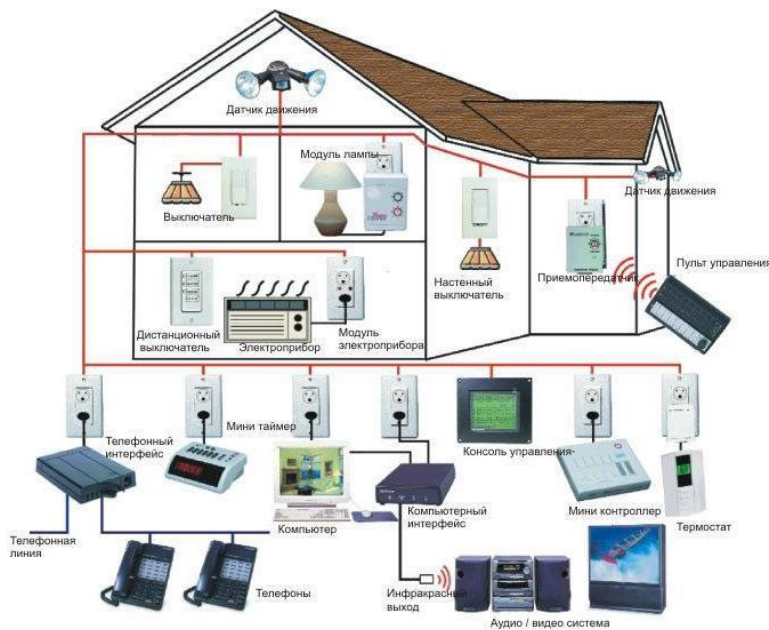 Датчик движения
Модуль лампы
Датчик движения
Выключатель
Пульт управления
Настенный
выключатель
Приемопередатчик
Дистанционный
выключатель
Электроприбор
Модуль
электроприбора
Телефонный
интерфейс
Мини таймер
Консоль управления
Компьютер
Компьютерный
интерфейс
Мини контроллер
Термостат
Телефонная
линия
Телефоны
Инфракрасный
выход
Аудио / видео система